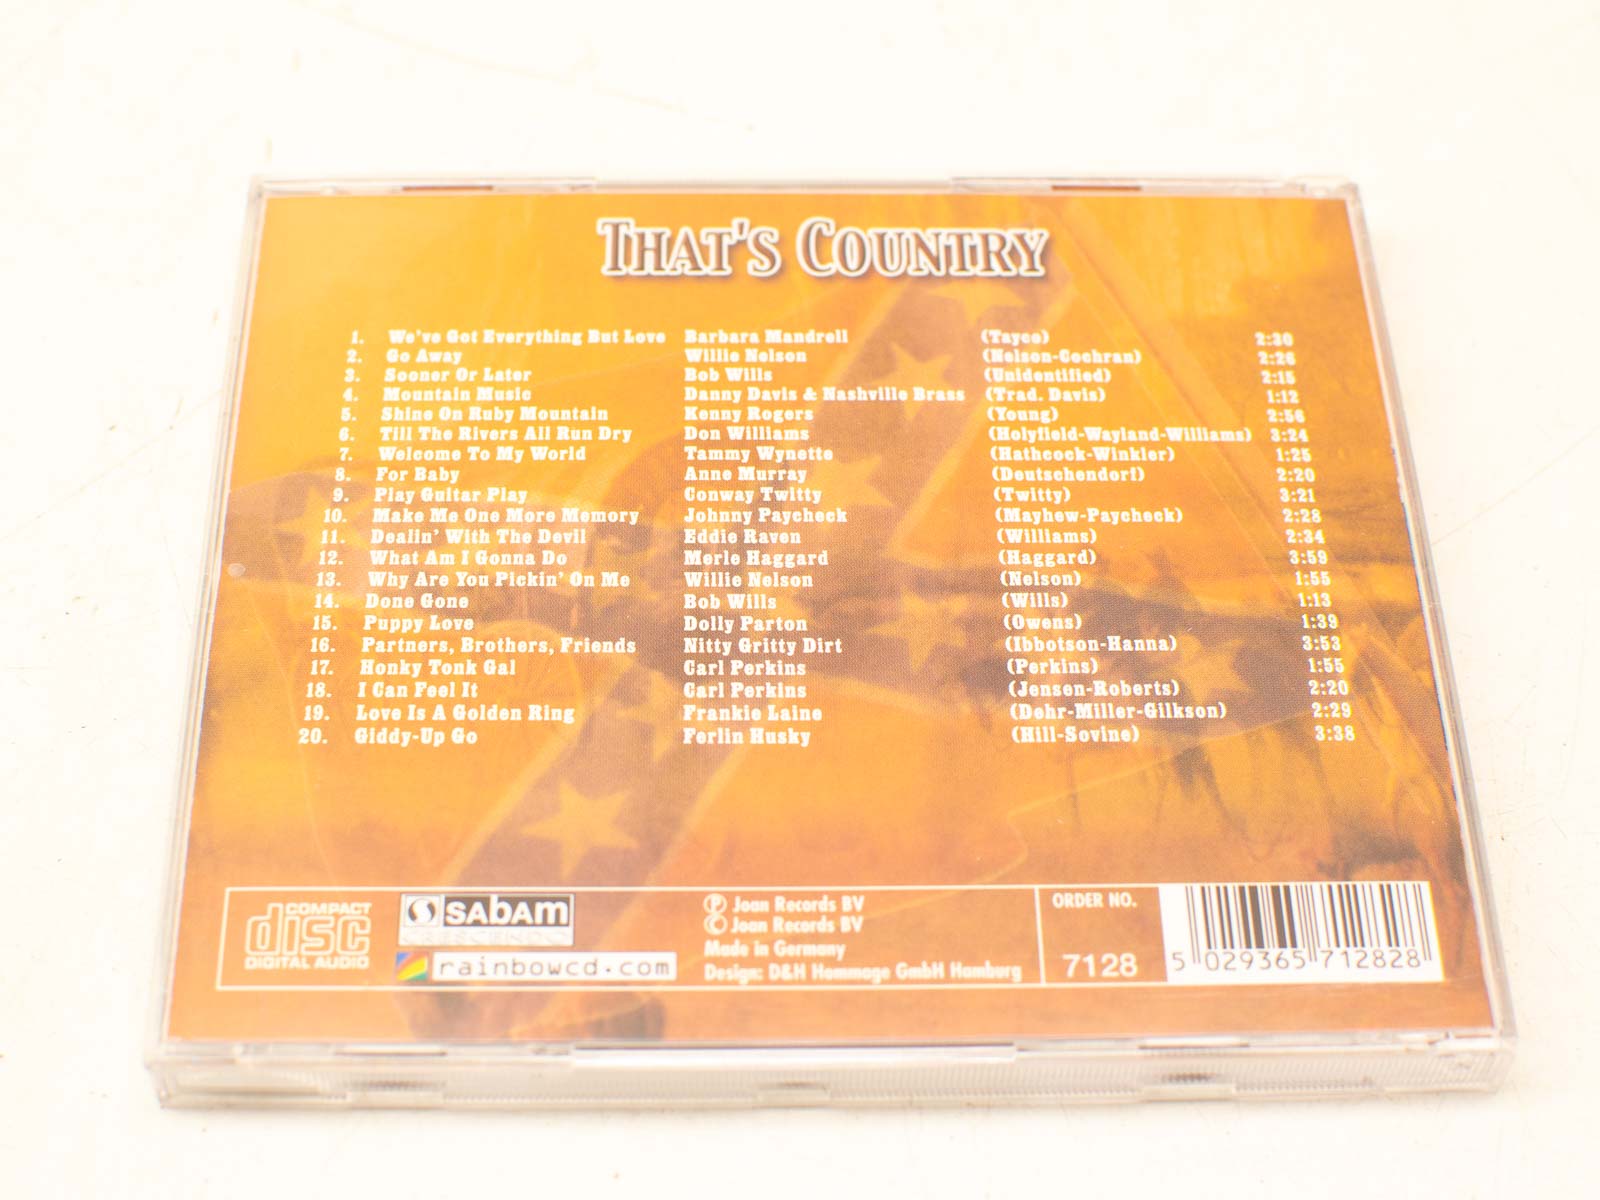 THAT'S COUNTRY
1. We've Got Everything But Love Barbara Mandrell (Tayce) 2:30
2. Go Away Willie Nelson (Nelson-Cochran) 2:26
3. Sooner Or Later Bob Wills (Unidentified) 2:15
4. Mountain Music Danny Davis & Nashville Brass (Trad. Davis) 1:12
5. Shine On Ruby Mountain Kenny Rogers (Young) 2:56
6. Till The Rivers All Run Dry Don Williams (Holyfield-Wayland-Williams) 3:24
7. Welcome To My World Tammy Wynette (Hathcock-Winkler) 1:25
8. For Baby Anne Murray (Deutschendorf) 2:20
9. Play Guitar Play Conway Twitty (Twitty) 3:21
10. Make Me One More Memory Johnny Paycheck (Mayhew-Paycheck) 2:28
11. Dealin' With The Devil Eddie Raven (Williams) 2:34
12. What Am I Gonna Do Merle Haggard (Haggard) 3:59
13. Why Are You Pickin' On Me Willie Nelson (Nelson) 1:55
14. Done Gone Bob Wills (Wills) 1:13
15. Puppy Love Dolly Parton (Owens) 1:39
16. Partners, Brothers, Friends Nitty Gritty Dirt (Ibbotson-Hanna) 3:53
17. Honky Tonk Gal Carl Perkins (Perkins) 1:55
18. I Can Feel It Carl Perkins (Jensen-Roberts) 2:20
19. Love Is A Golden Ring Frankie Laine (Dehr-Miller-Gilkson) 2:29
20. Giddy-Up Go Ferlin Husky (Hill-Sovine) 3:38
COMPACT
disc
DIGITAL AUDIO
SABAM
rainbowcd.com
℗ Joan Records BV
© Joan Records BV
Made in Germany
Design: D&H Hommage GmbH Hamburg
ORDER NO.
7128
5 029365 712828